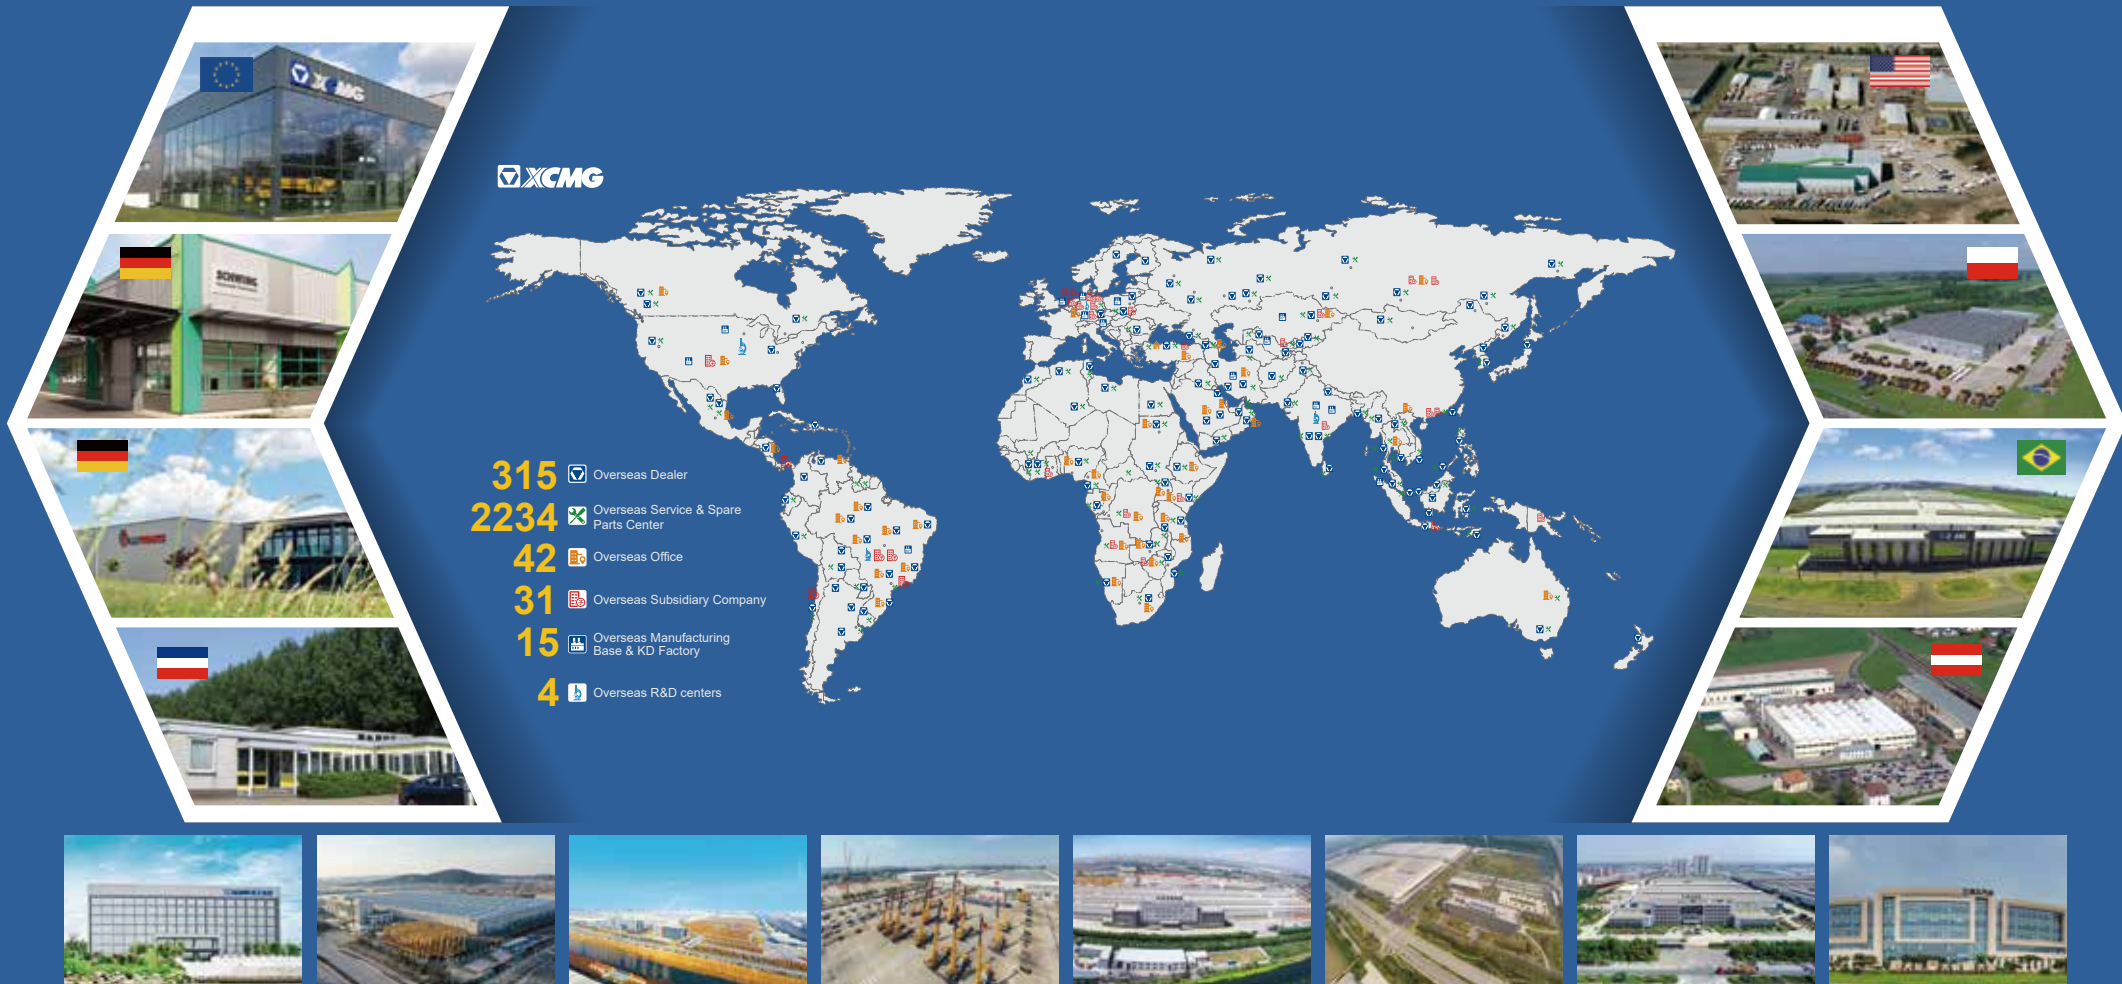 XCMG
SCHWING
XCMG
315 Overseas Dealer
2234 Overseas Service & Spare
Parts Center
42 Overseas Office
31 Overseas Subsidiary Company
15 Overseas Manufacturing
Base & KD Factory
4 Overseas R&D centers